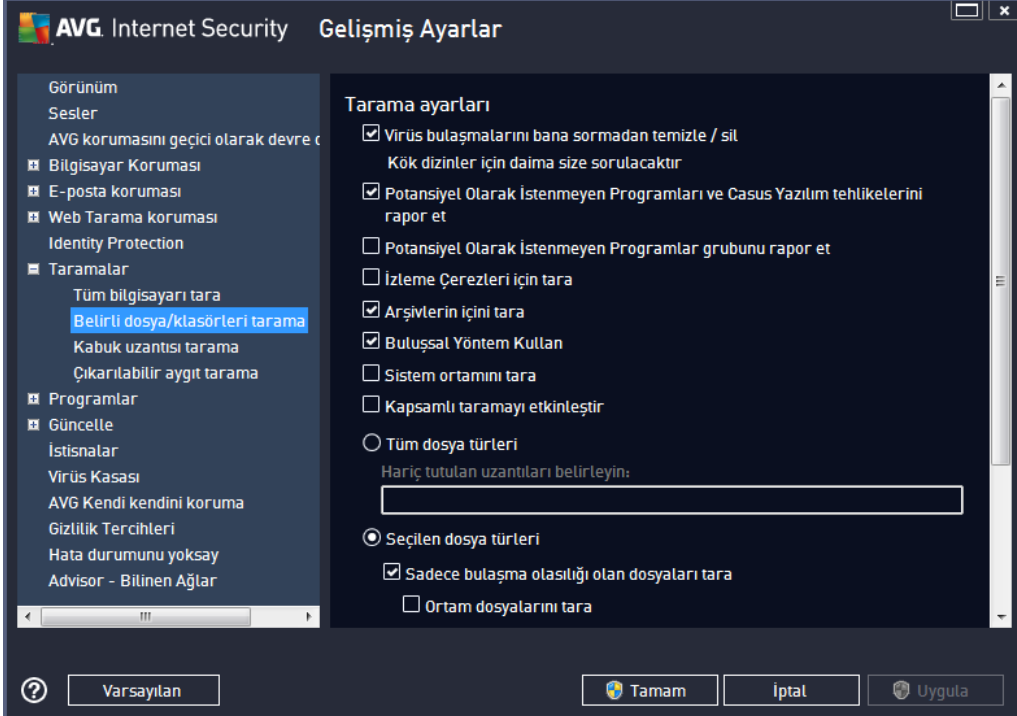 AVG. Internet Security Gelişmiş Ayarlar
Görünüm
Sesler
AVG korumasını geçici olarak devre
Bilgisayar Koruması
E-posta koruması
Web Tarama koruması
Identity Protection
Taramalar
Tüm bilgisayarı tara
Belirli dosya/klasörleri tarama
Kabuk uzantısı tarama
Çıkarılabilir aygıt tarama
Programlar
Güncelle
İstisnalar
Virüs Kasası
AVG Kendi kendini koruma
Gizlilik Tercihleri
Hata durumunu yoksay
Advisor - Bilinen Ağlar
Tarama ayarları
Virüs bulaşmalarını bana sormadan temizle / sil
Kök dizinler için daima size sorulacaktır
Potansiyel Olarak İstenmeyen Programları ve Casus Yazılım tehlikelerini
rapor et
Potansiyel Olarak İstenmeyen Programlar grubunu rapor et
İzleme Çerezleri için tara
Arşivlerin içini tara
Buluşsal Yöntem Kullan
Sistem ortamını tara
Kapsamlı taramayı etkinleştir
Tüm dosya türleri
Hariç tutulan uzantıları belirleyin:
Seçilen dosya türleri
Sadece bulaşma olasılığı olan dosyaları tara
Ortam dosyalarını tara
Varsayılan
Tamam
İptal
Uygula